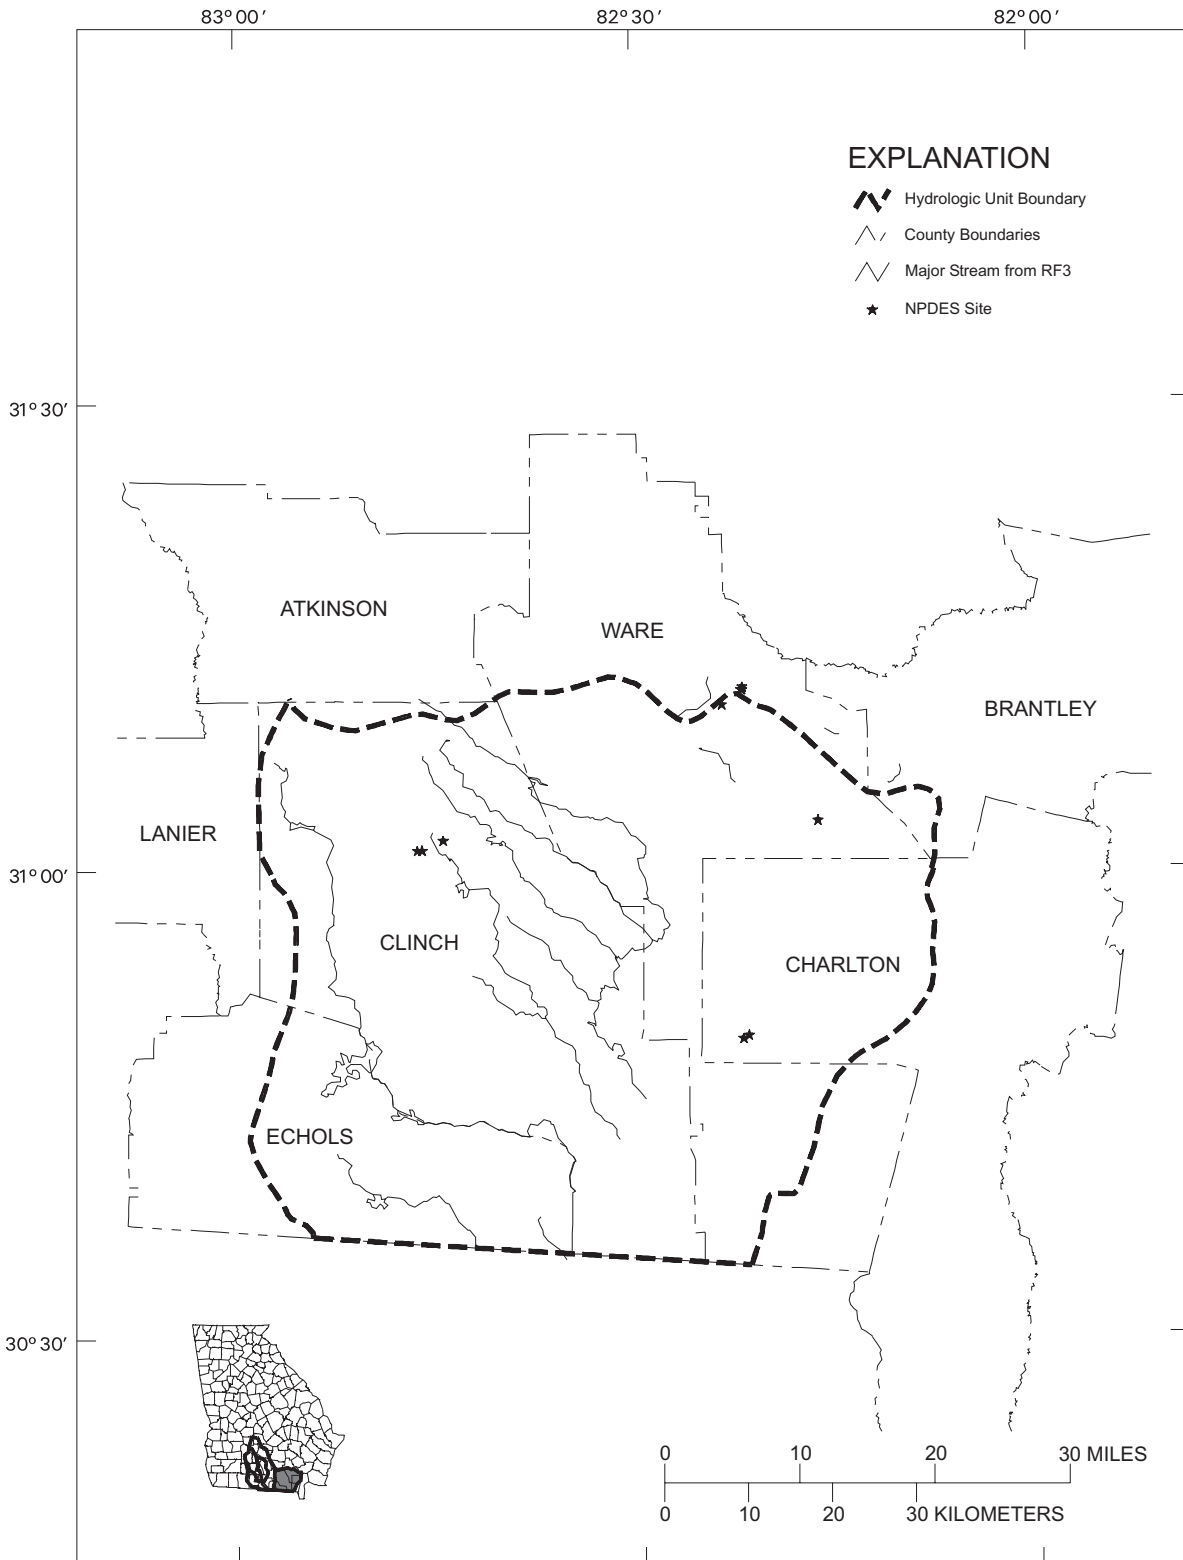 83°00′
82°30′
82°00′
EXPLANATION
Hydrologic Unit Boundary
County Boundaries
Major Stream from RF3
NPDES Site
31°30′
ATKINSON
WARE
BRANTLEY
LANIER
31°00′
CLINCH
CHARLTON
ECHOLS
30°30′
0 10 20 30 MILES
0 10 20 30 KILOMETERS